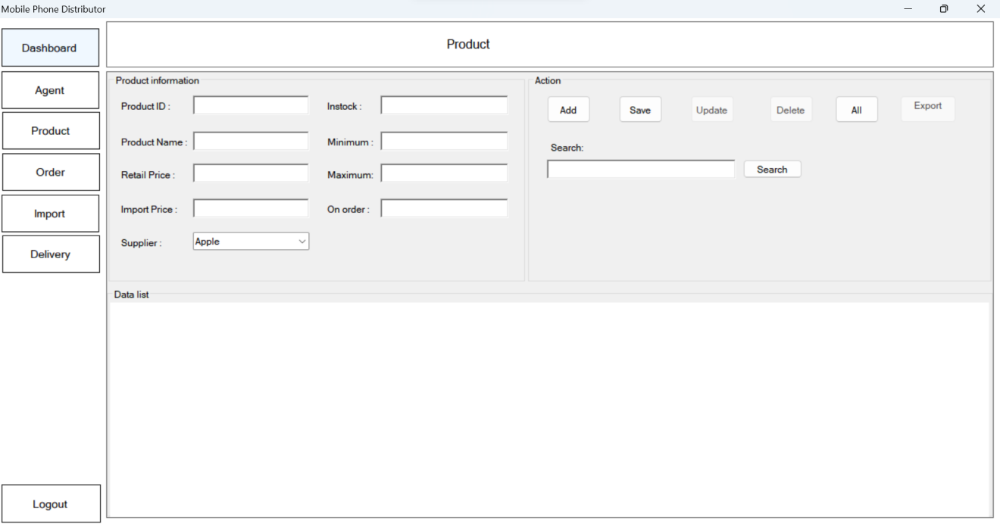 Mobile Phone Distributor
Dashboard
Agent
Product
Order
Import
Delivery
Logout
Product
Product information
Product ID :
Instock :
Product Name :
Minimum :
Retail Price :
Maximum:
Import Price :
On order :
Supplier :
Apple
Action
Add Save Update Delete All Export
Search:
Search
Data list